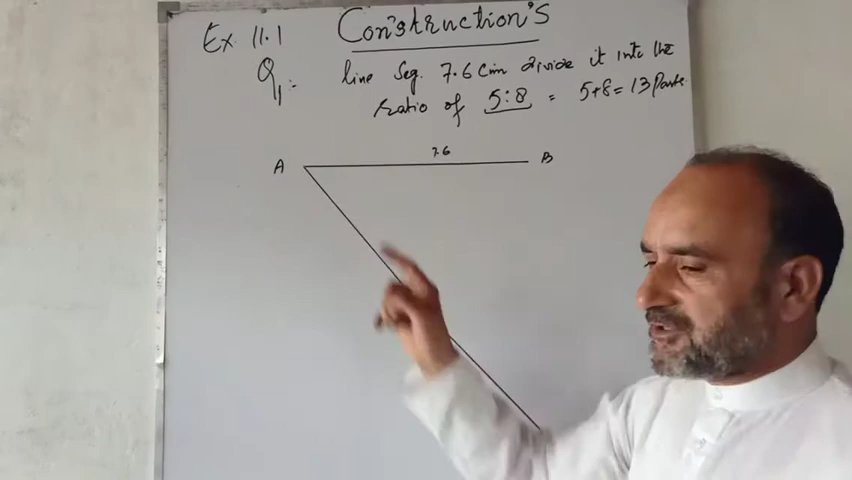 Ex. 11.1 Construction's
Q1: line Seg. 7.6 cm divide it into the
ratio of 5:8 = 5+8 = 13 Parts
A 7.6 B